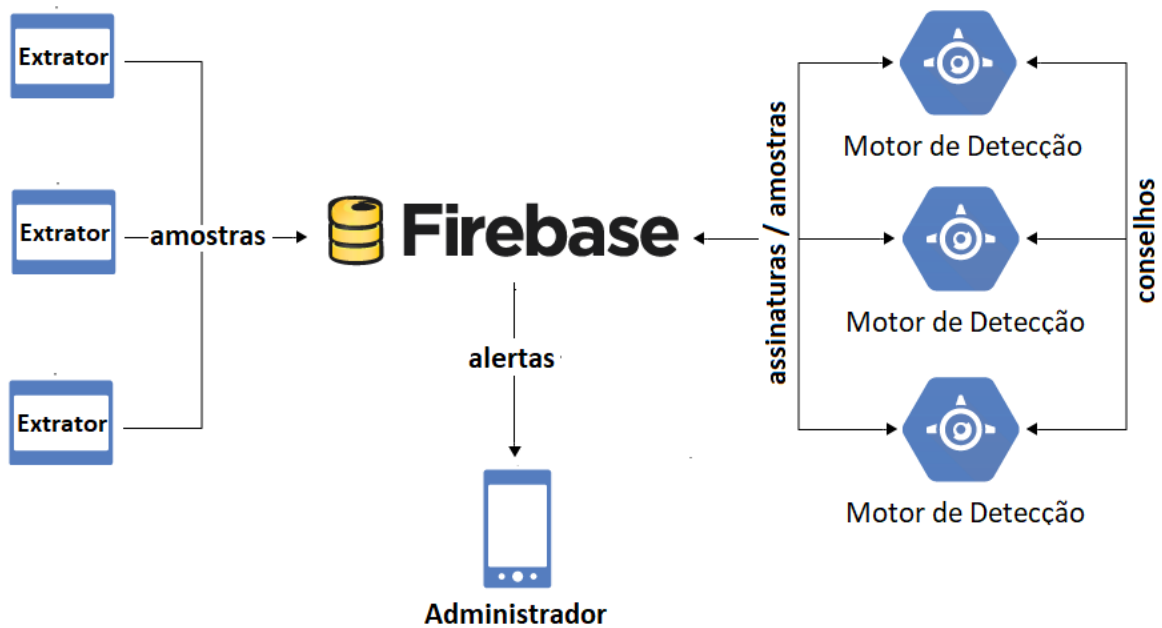 Extrator
Extrator
Extrator
amostras
Firebase
alertas
Administrador
assinaturas / amostras
Motor de Detecção
Motor de Detecção
Motor de Detecção
conselhos